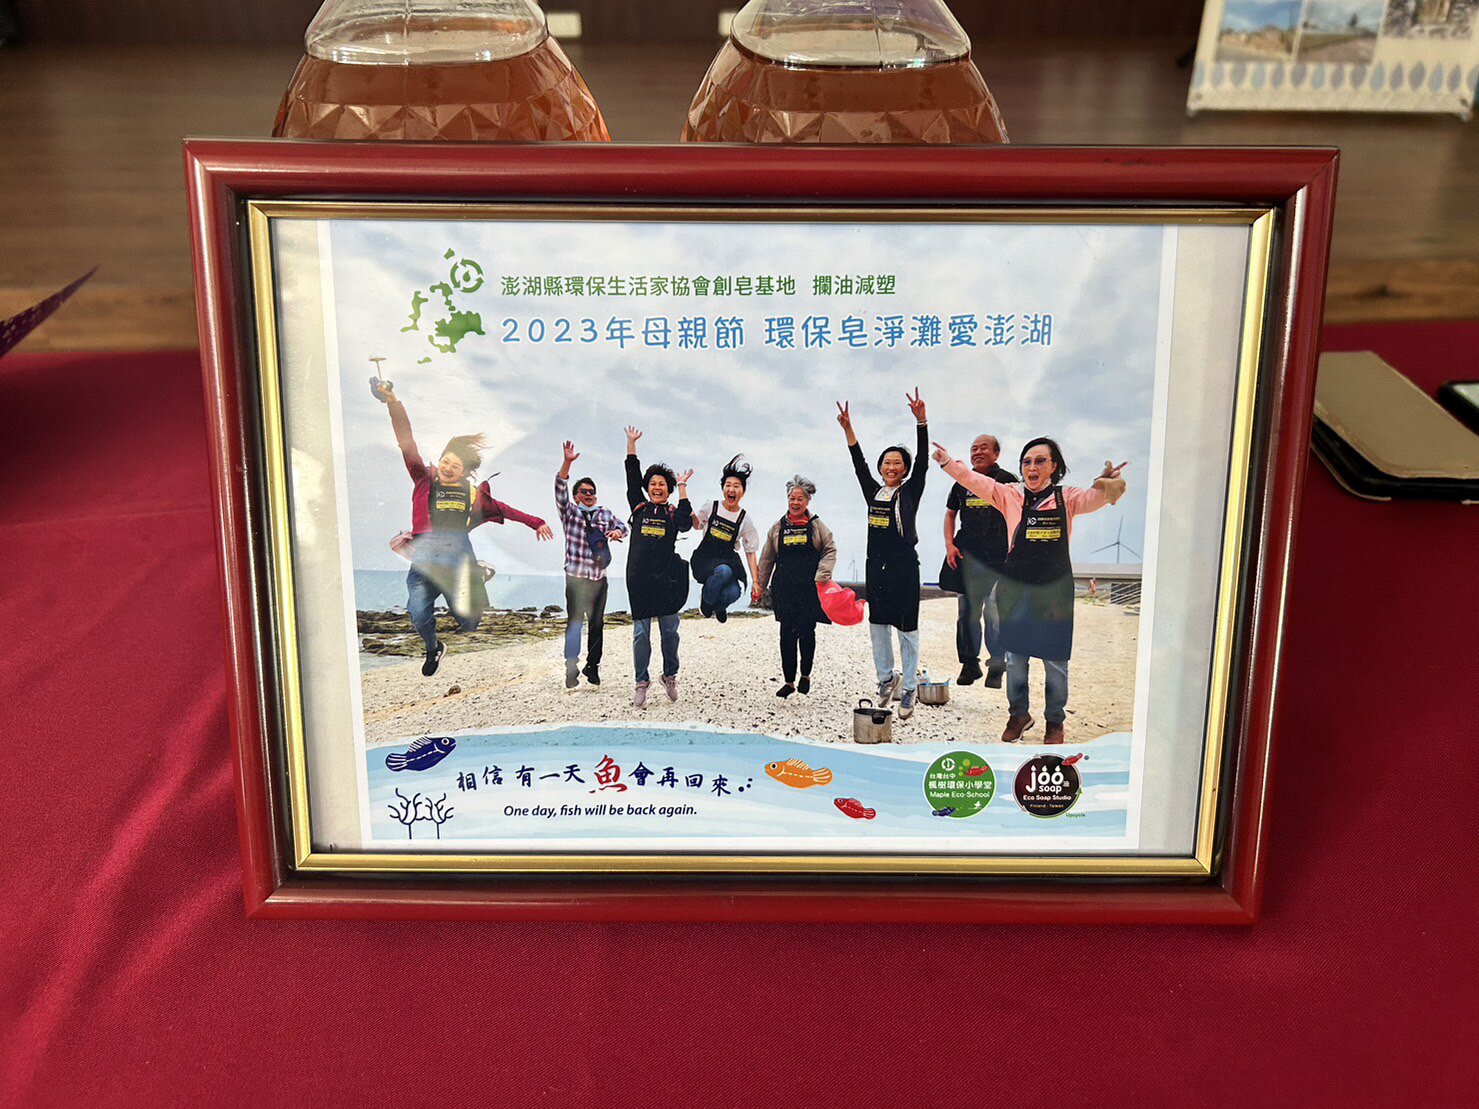 澎湖縣環保生活家協會創皂基地 攔油減塑
2023年母親節 環保皂淨灘愛澎湖
相信有一天魚會再回來
One day, fish will be back again.
台灣台中
楓樹環保小學堂
Maple Eco-School
joo
soap
Eco Soap Studio
Finland · Taiwan
Upcycle